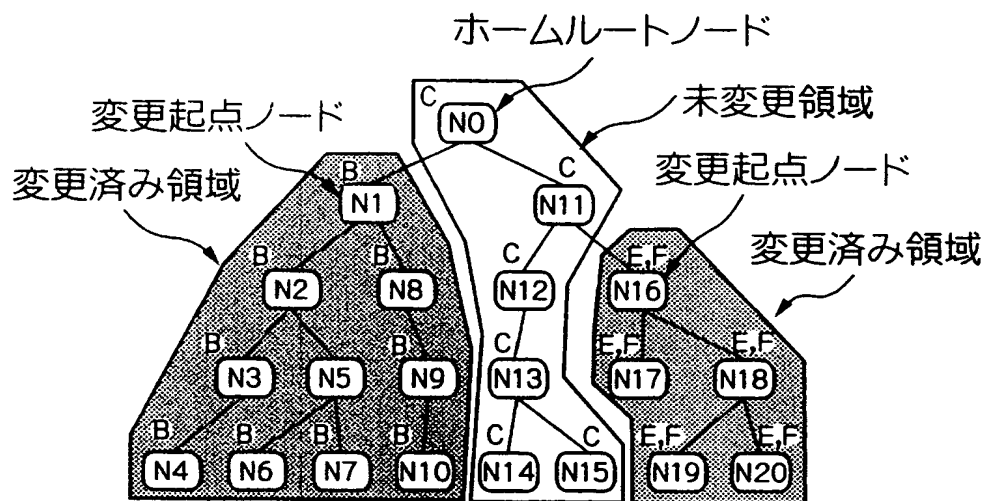 ホームルートノード
C
N0
未変更領域
変更起点ノード
B
N1
C
N11
変更起点ノード
変更済み領域
B
N2
B
N8
C
N12
E,F
N16
変更済み領域
B
N3
N5
B
N9
C
N13
E,F
N17
E,F
N18
B
N4
B
N6
B
N7
B
N10
C
N14
C
N15
E,F
N19
E,F
N20